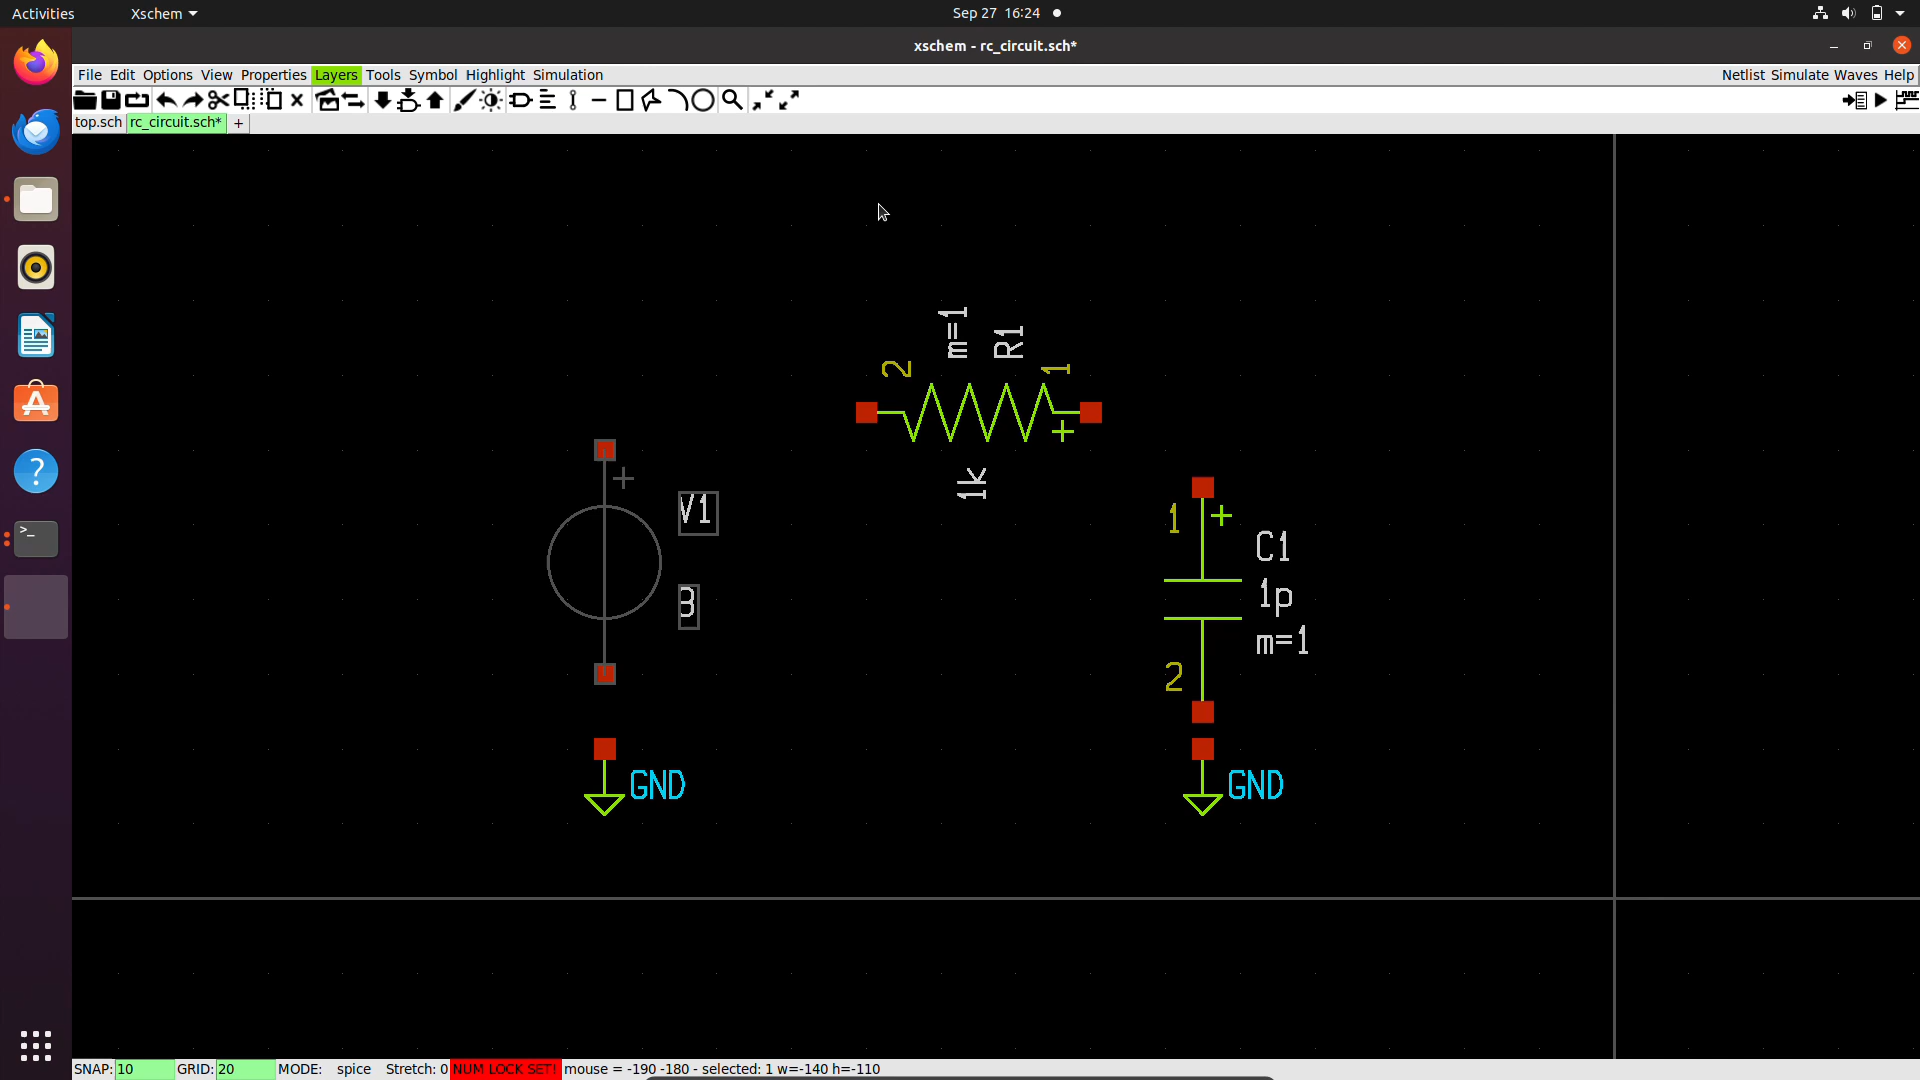 Activities Xschem Sep 27 16:24
xschem - rc_circuit.sch*
File Edit Options View Properties Layers Tools Symbol Highlight Simulation Netlist Simulate Waves Help
top.sch rc_circuit.sch* +
m=1
R1
2
1
+
1k
+
V1
3
1
+
C1
1p
m=1
2
GND
GND
SNAP: 10 GRID: 20 MODE: spice Stretch: 0 NUM LOCK SET! mouse = -190 -180 - selected: 1 w=-140 h=-110